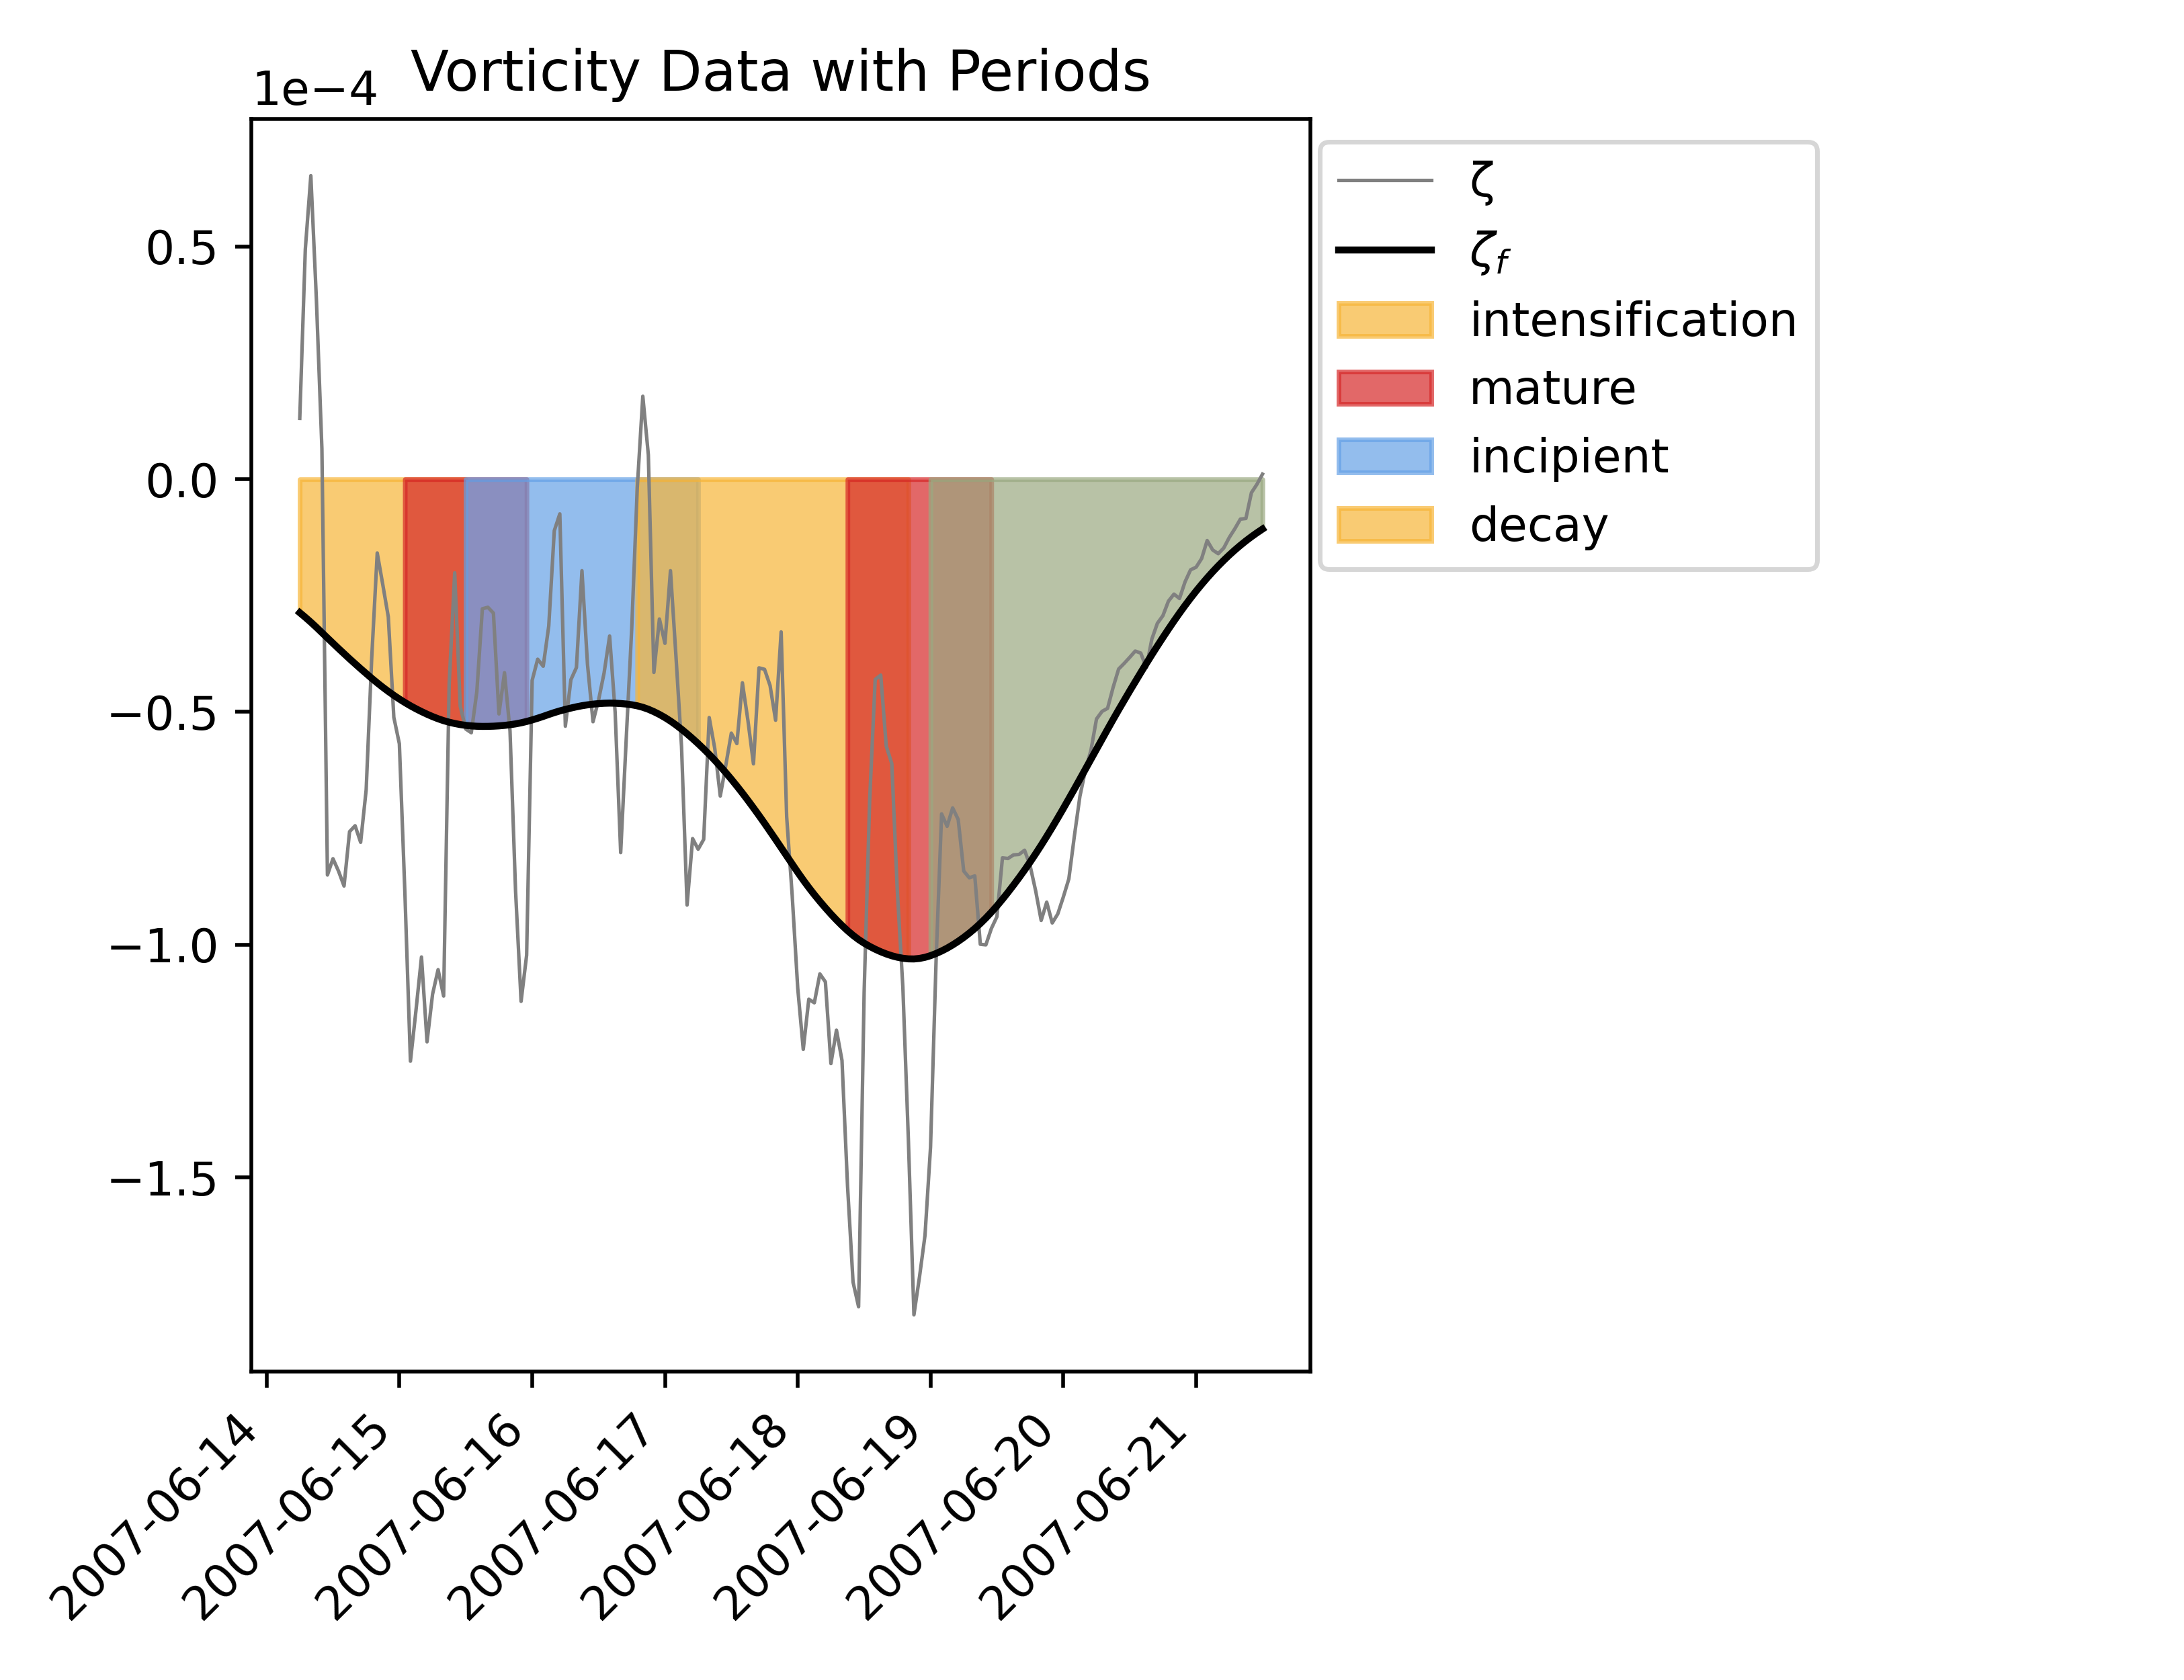 Vorticity Data with Periods
1e−4
0.5
0.0
−0.5
−1.0
−1.5
2007-06-14
2007-06-15
2007-06-16
2007-06-17
2007-06-18
2007-06-19
2007-06-20
2007-06-21
ζ
ζf
intensification
mature
incipient
decay